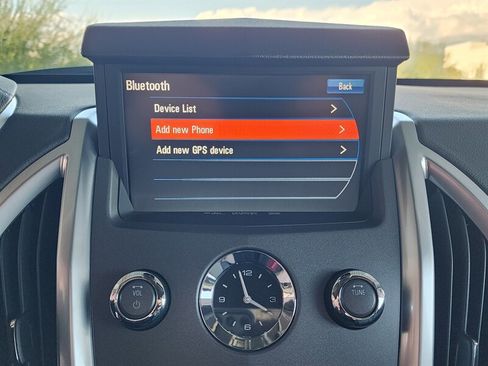 Bluetooth
Back
Device List
Add new Phone
Add new GPS device
12
3
6
9
VOL
TUNE